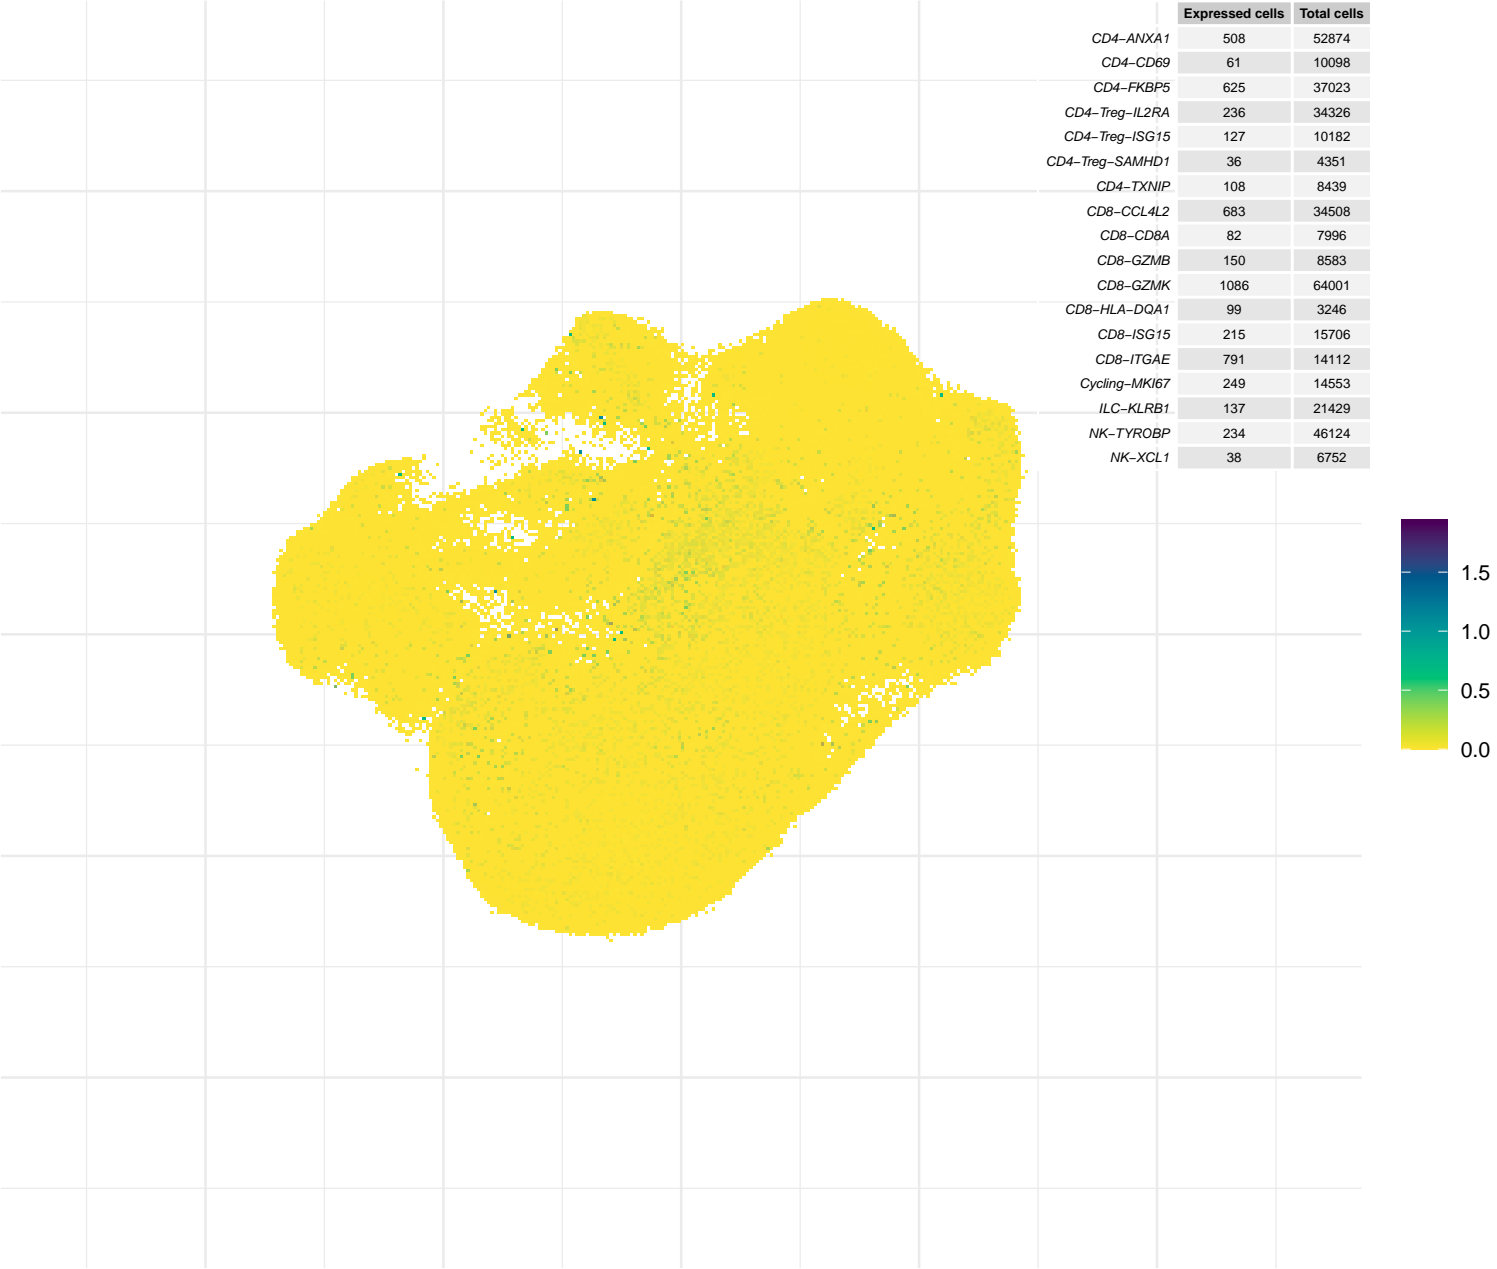 Expressed cells Total cells
CD4−ANXA1 508 52874
CD4−CD69 61 10098
CD4−FKBP5 625 37023
CD4−Treg−IL2RA 236 34326
CD4−Treg−ISG15 127 10182
CD4−Treg−SAMHD1 36 4351
CD4−TXNIP 108 8439
CD8−CCL4L2 683 34508
CD8−CD8A 82 7996
CD8−GZMB 150 8583
CD8−GZMK 1086 64001
CD8−HLA−DQA1 99 3246
CD8−ISG15 215 15706
CD8−ITGAE 791 14112
Cycling−MKI67 249 14553
ILC−KLRB1 137 21429
NK−TYROBP 234 46124
NK−XCL1 38 6752
1.5
1.0
0.5
0.0